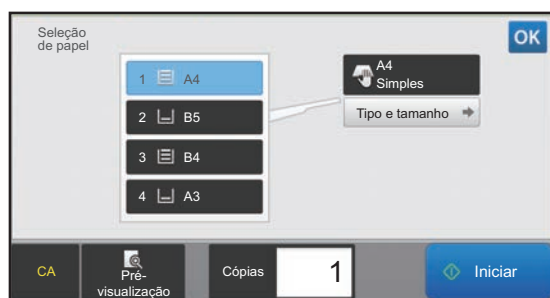 Seleção
de papel
OK
1 A4
2 B5
3 B4
4 A3
A4
Simples
Tipo e tamanho
CA
Pré-
visualização
Cópias
1
Iniciar